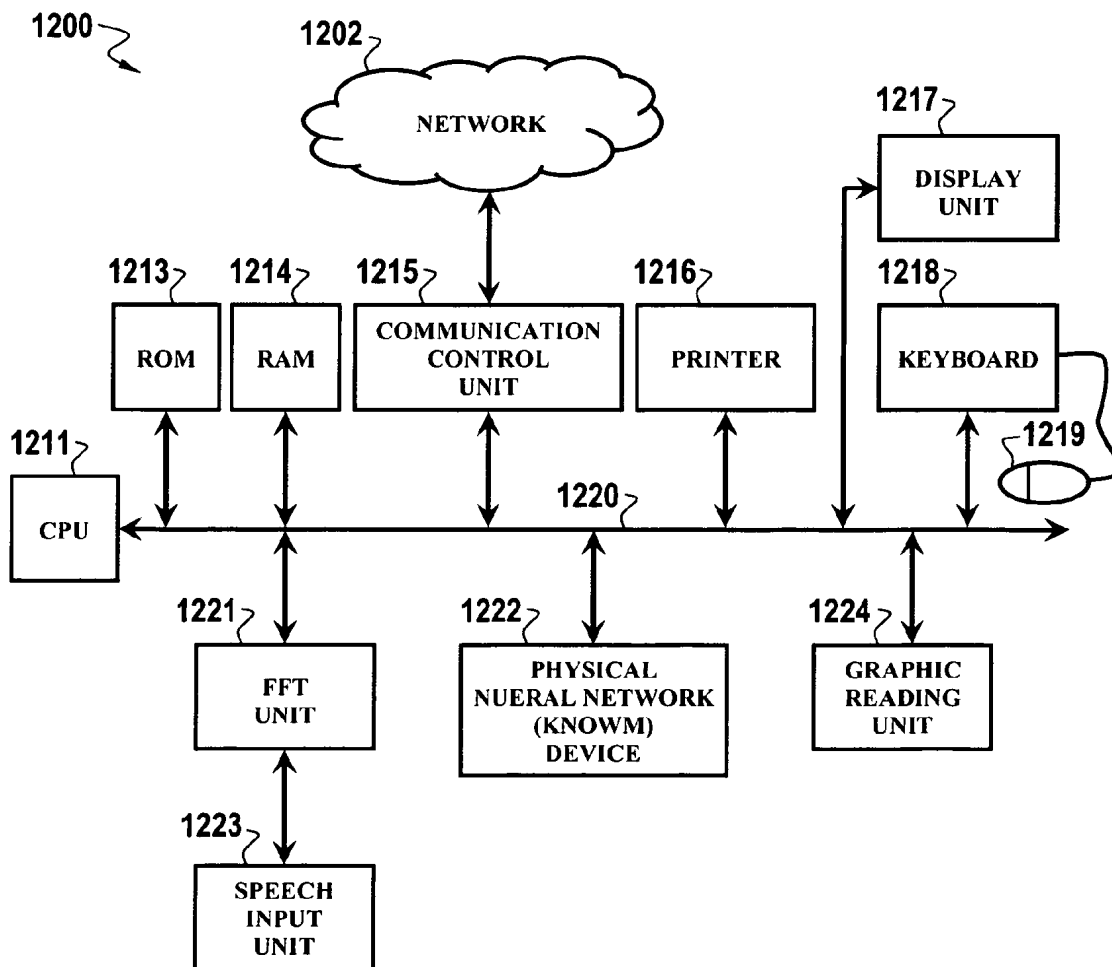 1200
1202
NETWORK
1217
DISPLAY
UNIT
1213
ROM
1214
RAM
1215
COMMUNICATION
CONTROL
UNIT
1216
PRINTER
1218
KEYBOARD
1219
1211
CPU
1220
1221
FFT
UNIT
1222
PHYSICAL
NUERAL NETWORK
(KNOWM)
DEVICE
1224
GRAPHIC
READING
UNIT
1223
SPEECH
INPUT
UNIT